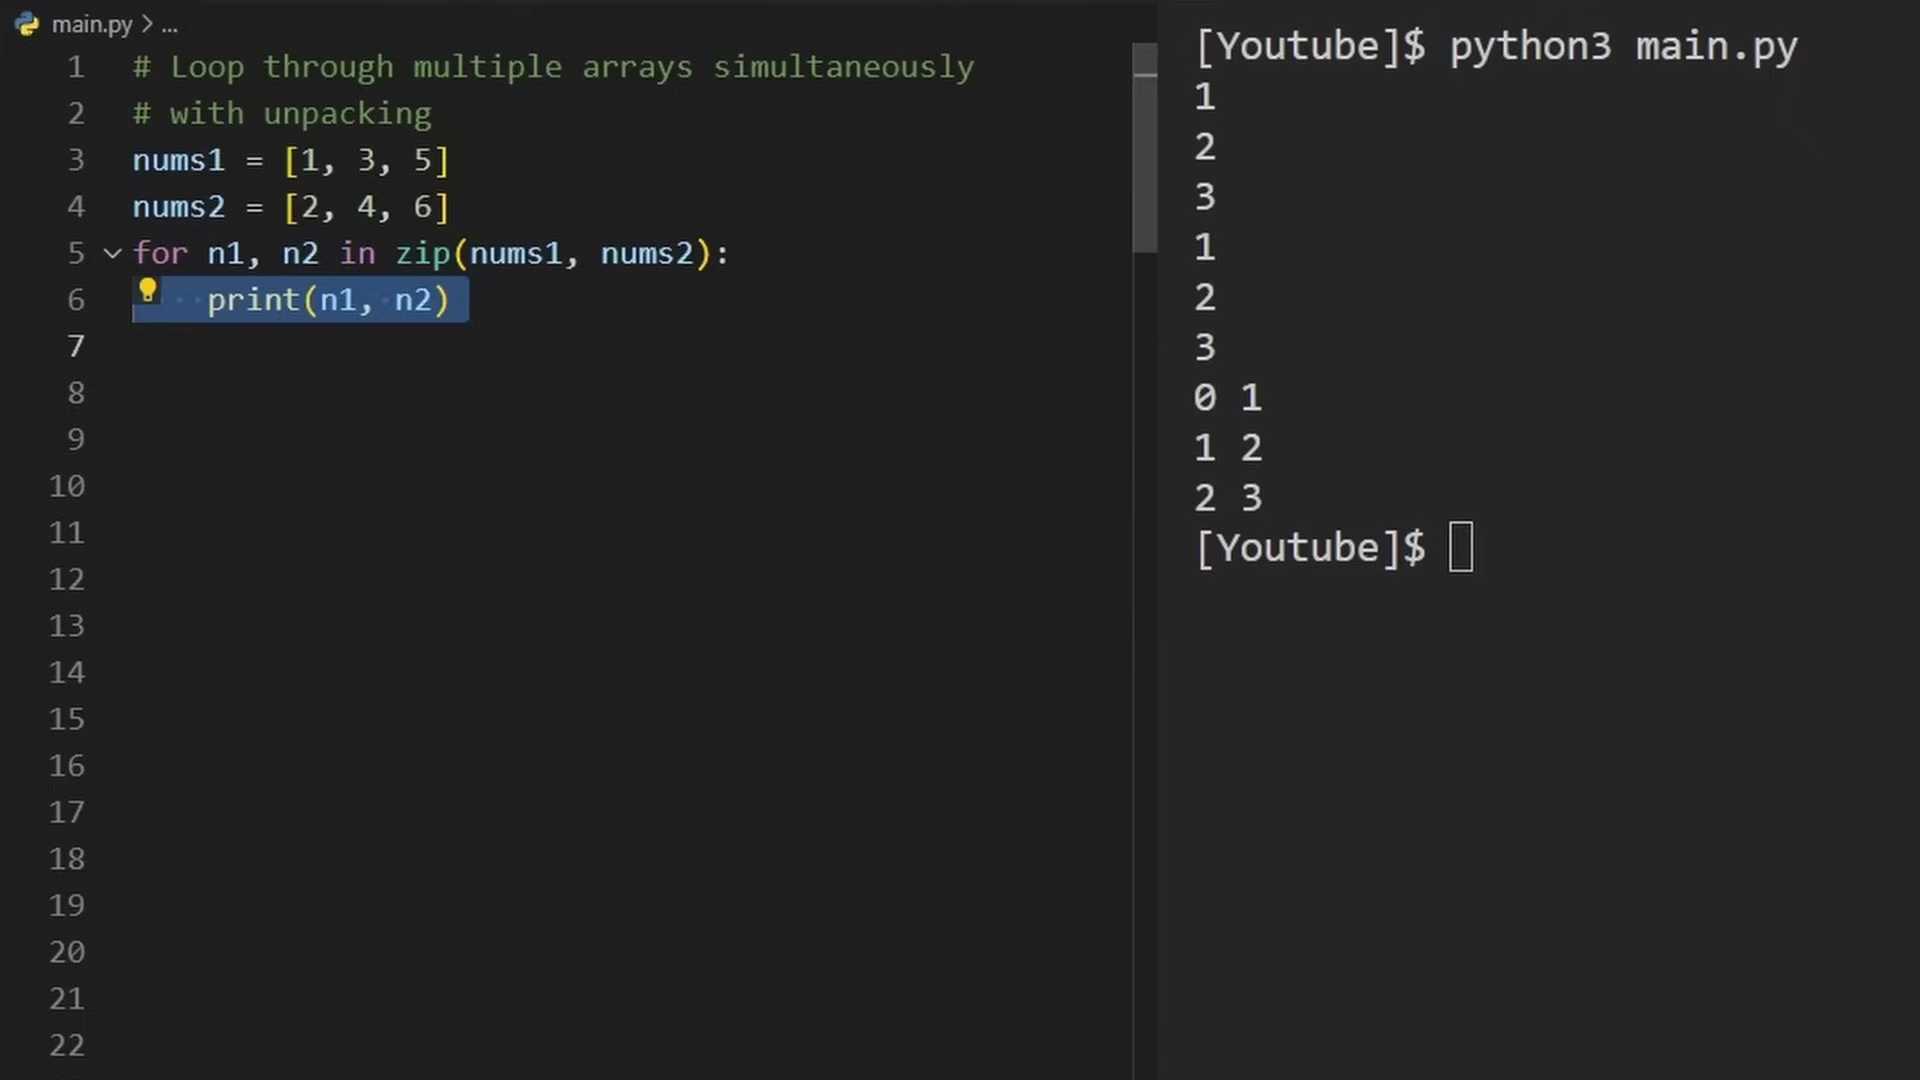 main.py > ...
1 # Loop through multiple arrays simultaneously
2 # with unpacking
3 nums1 = [1, 3, 5]
4 nums2 = [2, 4, 6]
5 for n1, n2 in zip(nums1, nums2):
6     print(n1, n2)
7
8
9
10
11
12
13
14
15
16
17
18
19
20
21
22
[Youtube]$ python3 main.py
1
2
3
1
2
3
0 1
1 2
2 3
[Youtube]$